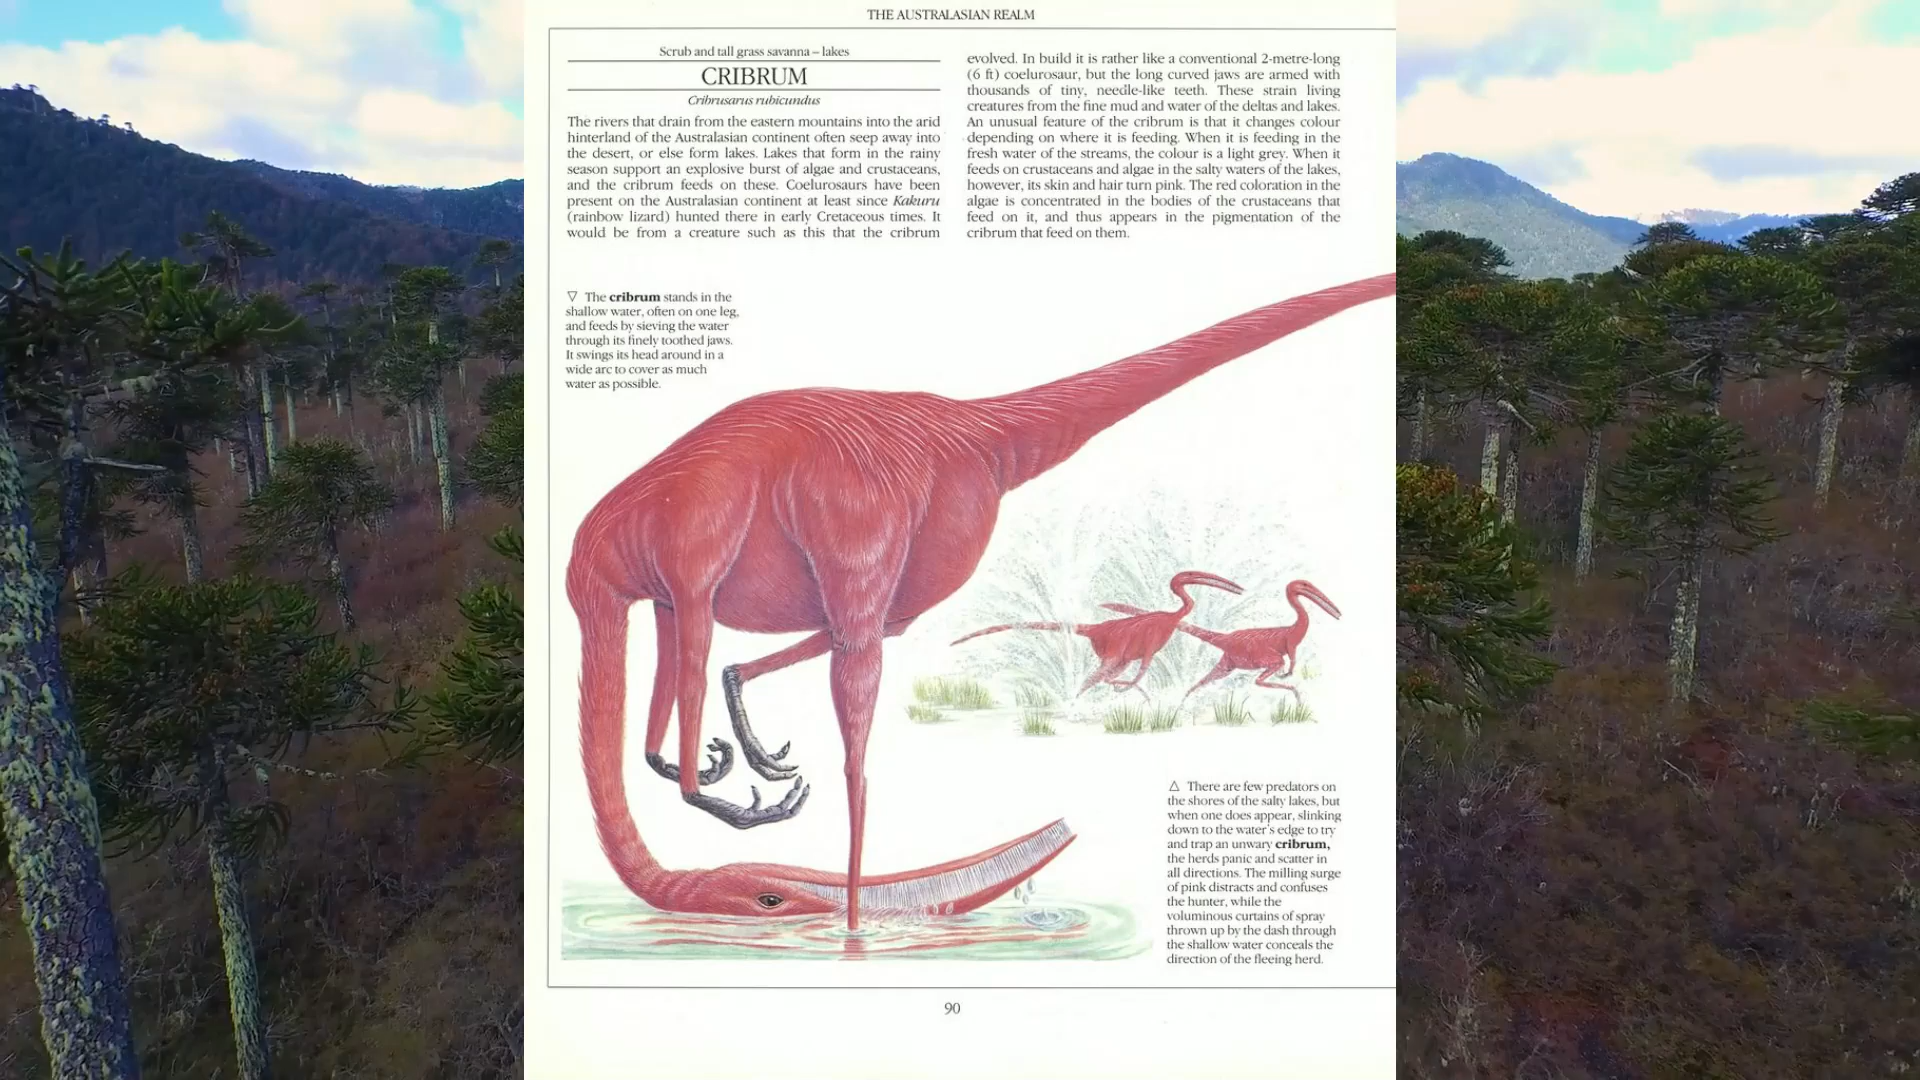 THE AUSTRALASIAN REALM
Scrub and tall grass savanna – lakes
CRIBRUM
Cribrusarus rubicundus
The rivers that drain from the eastern mountains into the arid
hinterland of the Australasian continent often seep away into
the desert, or else form lakes. Lakes that form in the rainy
season support an explosive burst of algae and crustaceans,
and the cribrum feeds on these. Coelurosaurs have been
present on the Australasian continent at least since Kakuru
(rainbow lizard) hunted there in early Cretaceous times. It
would be from a creature such as this that the cribrum
evolved. In build it is rather like a conventional 2-metre-long
(6 ft) coelurosaur, but the long curved jaws are armed with
thousands of tiny, needle-like teeth. These strain living
creatures from the fine mud and water of the deltas and lakes.
An unusual feature of the cribrum is that it changes colour
depending on where it is feeding. When it is feeding in the
fresh water of the streams, the colour is a light grey. When it
feeds on crustaceans and algae in the salty waters of the lakes,
however, its skin and hair turn pink. The red coloration in the
algae is concentrated in the bodies of the crustaceans that
feed on it, and thus appears in the pigmentation of the
cribrum that feed on them.
▽ The cribrum stands in the
shallow water, often on one leg,
and feeds by sieving the water
through its finely toothed jaws.
It swings its head around in a
wide arc to cover as much
water as possible.
△ There are few predators on
the shores of the salty lakes, but
when one does appear, slinking
down to the water's edge to try
and trap an unwary cribrum,
the herds panic and scatter in
all directions. The milling surge
of pink distracts and confuses
the hunter, while the
voluminous curtains of spray
thrown up by the dash through
the shallow water conceals the
direction of the fleeing herd.
90